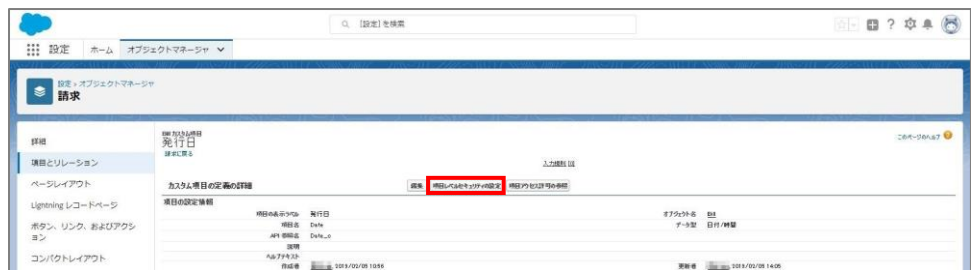 [設定] を検索
設定 ホーム オブジェクトマネージャ
設定 > オブジェクトマネージャ
請求
詳細
項目とリレーション
ページレイアウト
Lightning レコードページ
ボタン、リンク、およびアクション
コンパクトレイアウト
カスタム項目
発行日
請求に戻る
このページのヘルプ
入力規則 [0]
カスタム項目の定義の詳細 編集 項目レベルセキュリティの設定 項目アクセス許可の参照
項目の設定情報
項目の表示ラベル 発行日 オブジェクト名
項目名 Date データ型 日付/時間
API 参照名 Date__c
説明
ヘルプテキスト
作成者 2019/02/05 10:56 更新者 2019/02/05 14:05